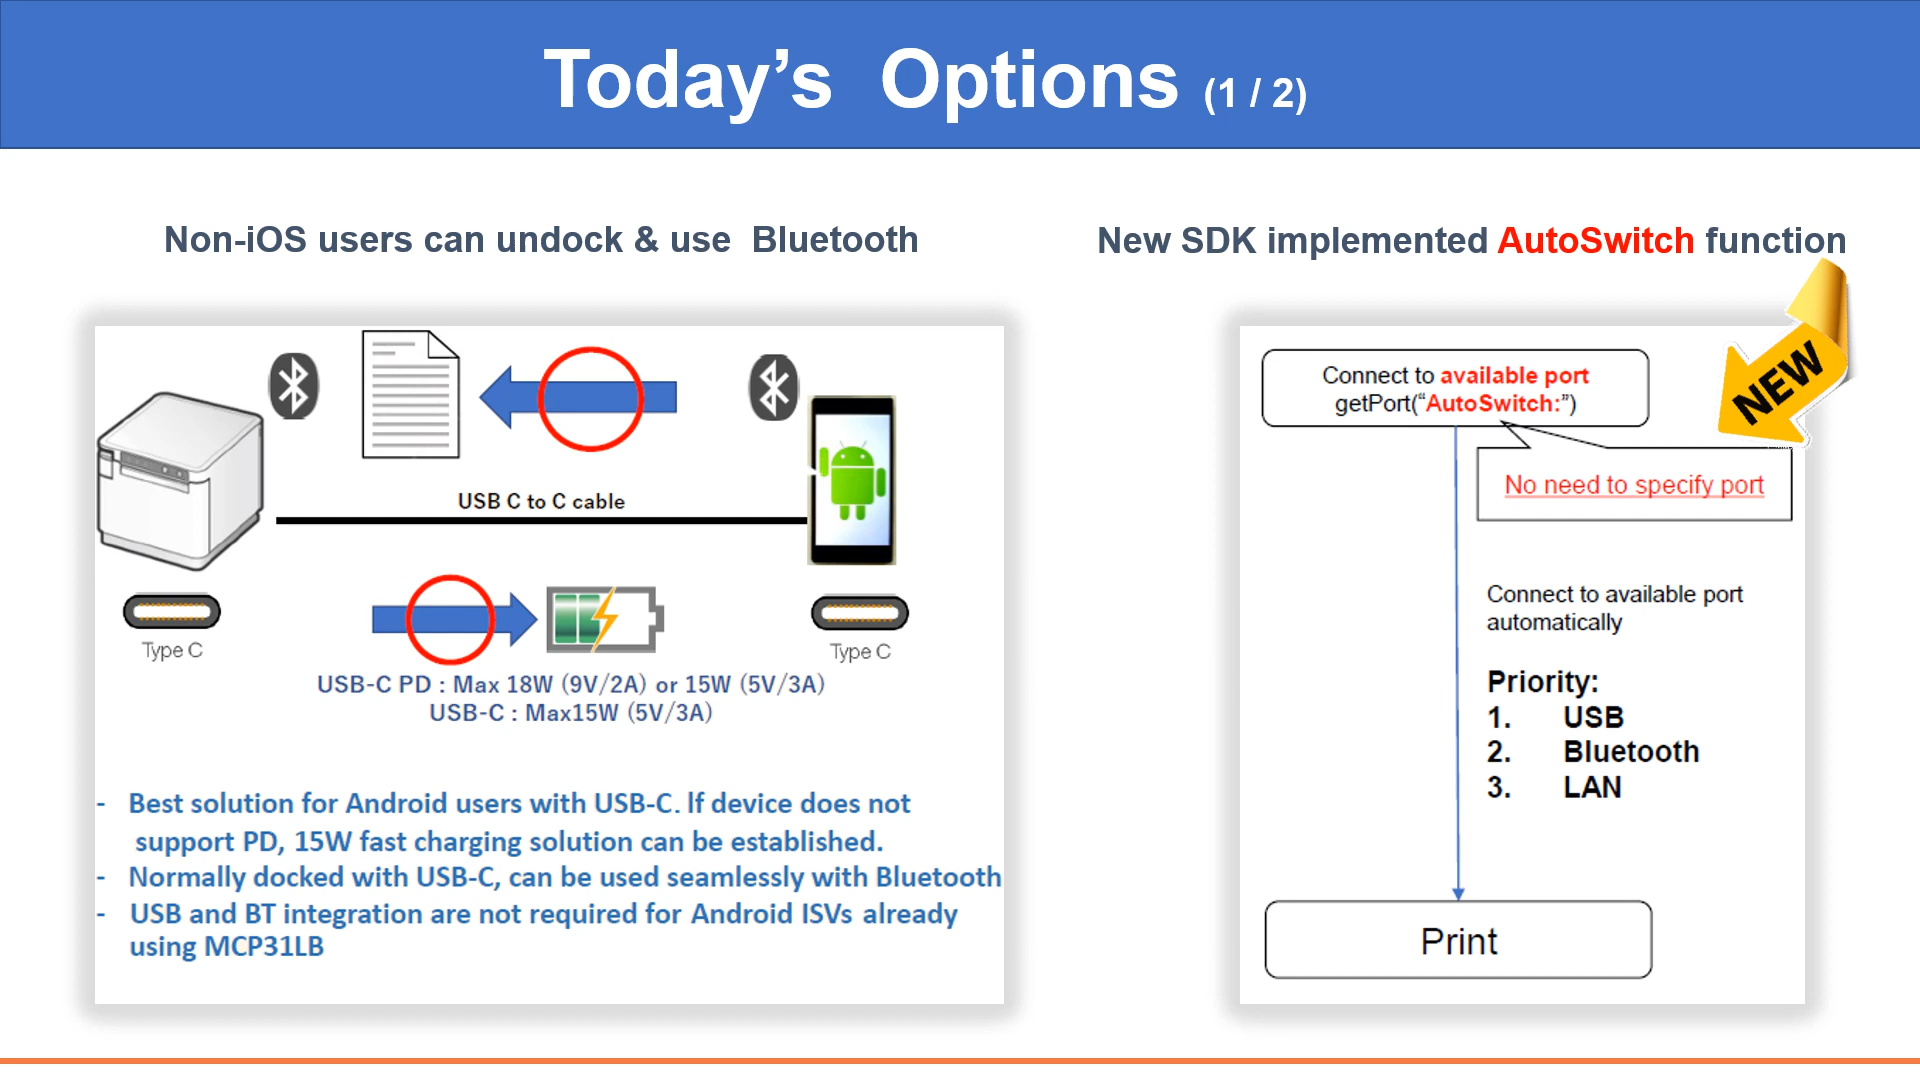 Today’s Options (1 / 2)
Non-iOS users can undock & use Bluetooth
USB C to C cable
Type C
Type C
USB-C PD : Max 18W (9V/2A) or 15W (5V/3A)
USB-C : Max15W (5V/3A)
- Best solution for Android users with USB-C. If device does not
support PD, 15W fast charging solution can be established.
- Normally docked with USB-C, can be used seamlessly with Bluetooth
- USB and BT integration are not required for Android ISVs already
using MCP31LB
New SDK implemented AutoSwitch function
NEW
Connect to available port
getPort(“AutoSwitch:”)
No need to specify port
Connect to available port
automatically
Priority:
1. USB
2. Bluetooth
3. LAN
Print